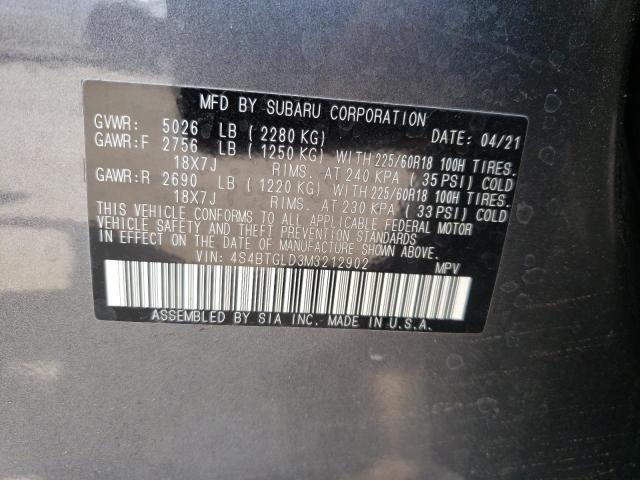 MFD BY SUBARU CORPORATION
GVWR: 5026 LB (2280 KG) DATE: 04/21
GAWR:F 2756 LB (1250 KG) WITH 225/60R18 100H TIRES.
18X7J RIMS. AT 240 KPA (35 PSI) COLD
GAWR:R 2690 LB (1220 KG) WITH 225/60R18 100H TIRES.
18X7J RIMS. AT 230 KPA (33 PSI) COLD
THIS VEHICLE CONFORMS TO ALL APPLICABLE FEDERAL MOTOR
VEHICLE SAFETY AND THEFT PREVENTION STANDARDS
IN EFFECT ON THE DATE OF MANUFACTURE SHOWN ABOVE.
VIN: 4S4BTGLD3M3212902 MPV
ASSEMBLED BY SIA INC. MADE IN U.S.A.